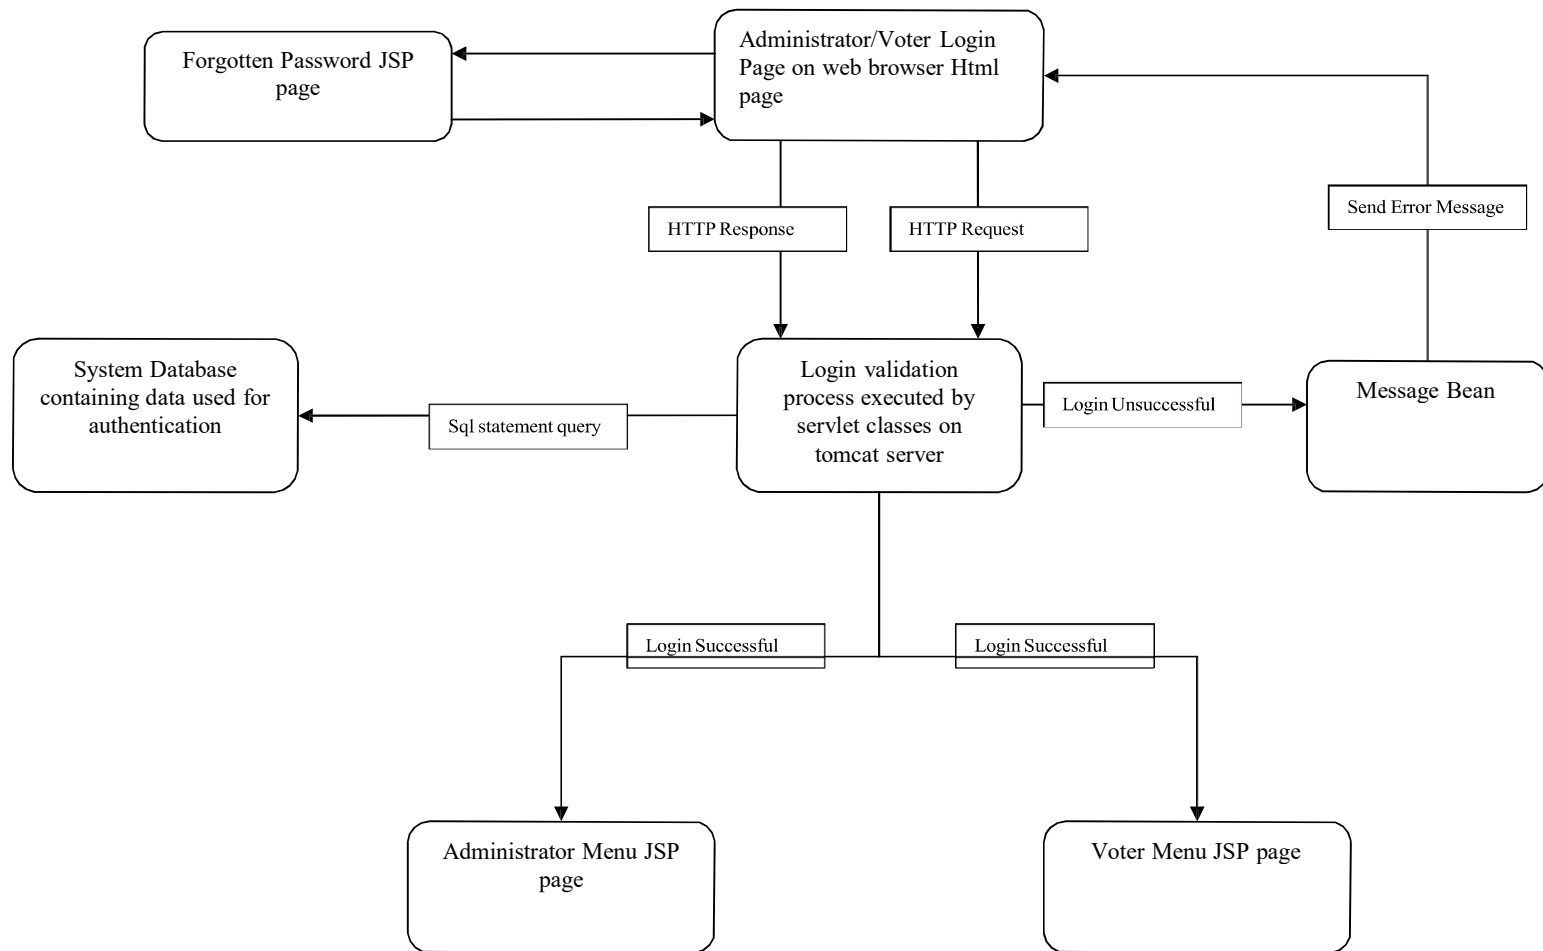 Forgotten Password JSP
page
Administrator/Voter Login
Page on web browser Html
page
Send Error Message
HTTP Response
HTTP Request
System Database
containing data used for
authentication
Sql statement query
Login validation
process executed by
servlet classes on
tomcat server
Login Unsuccessful
Message Bean
Login Successful
Login Successful
Administrator Menu JSP
page
Voter Menu JSP page